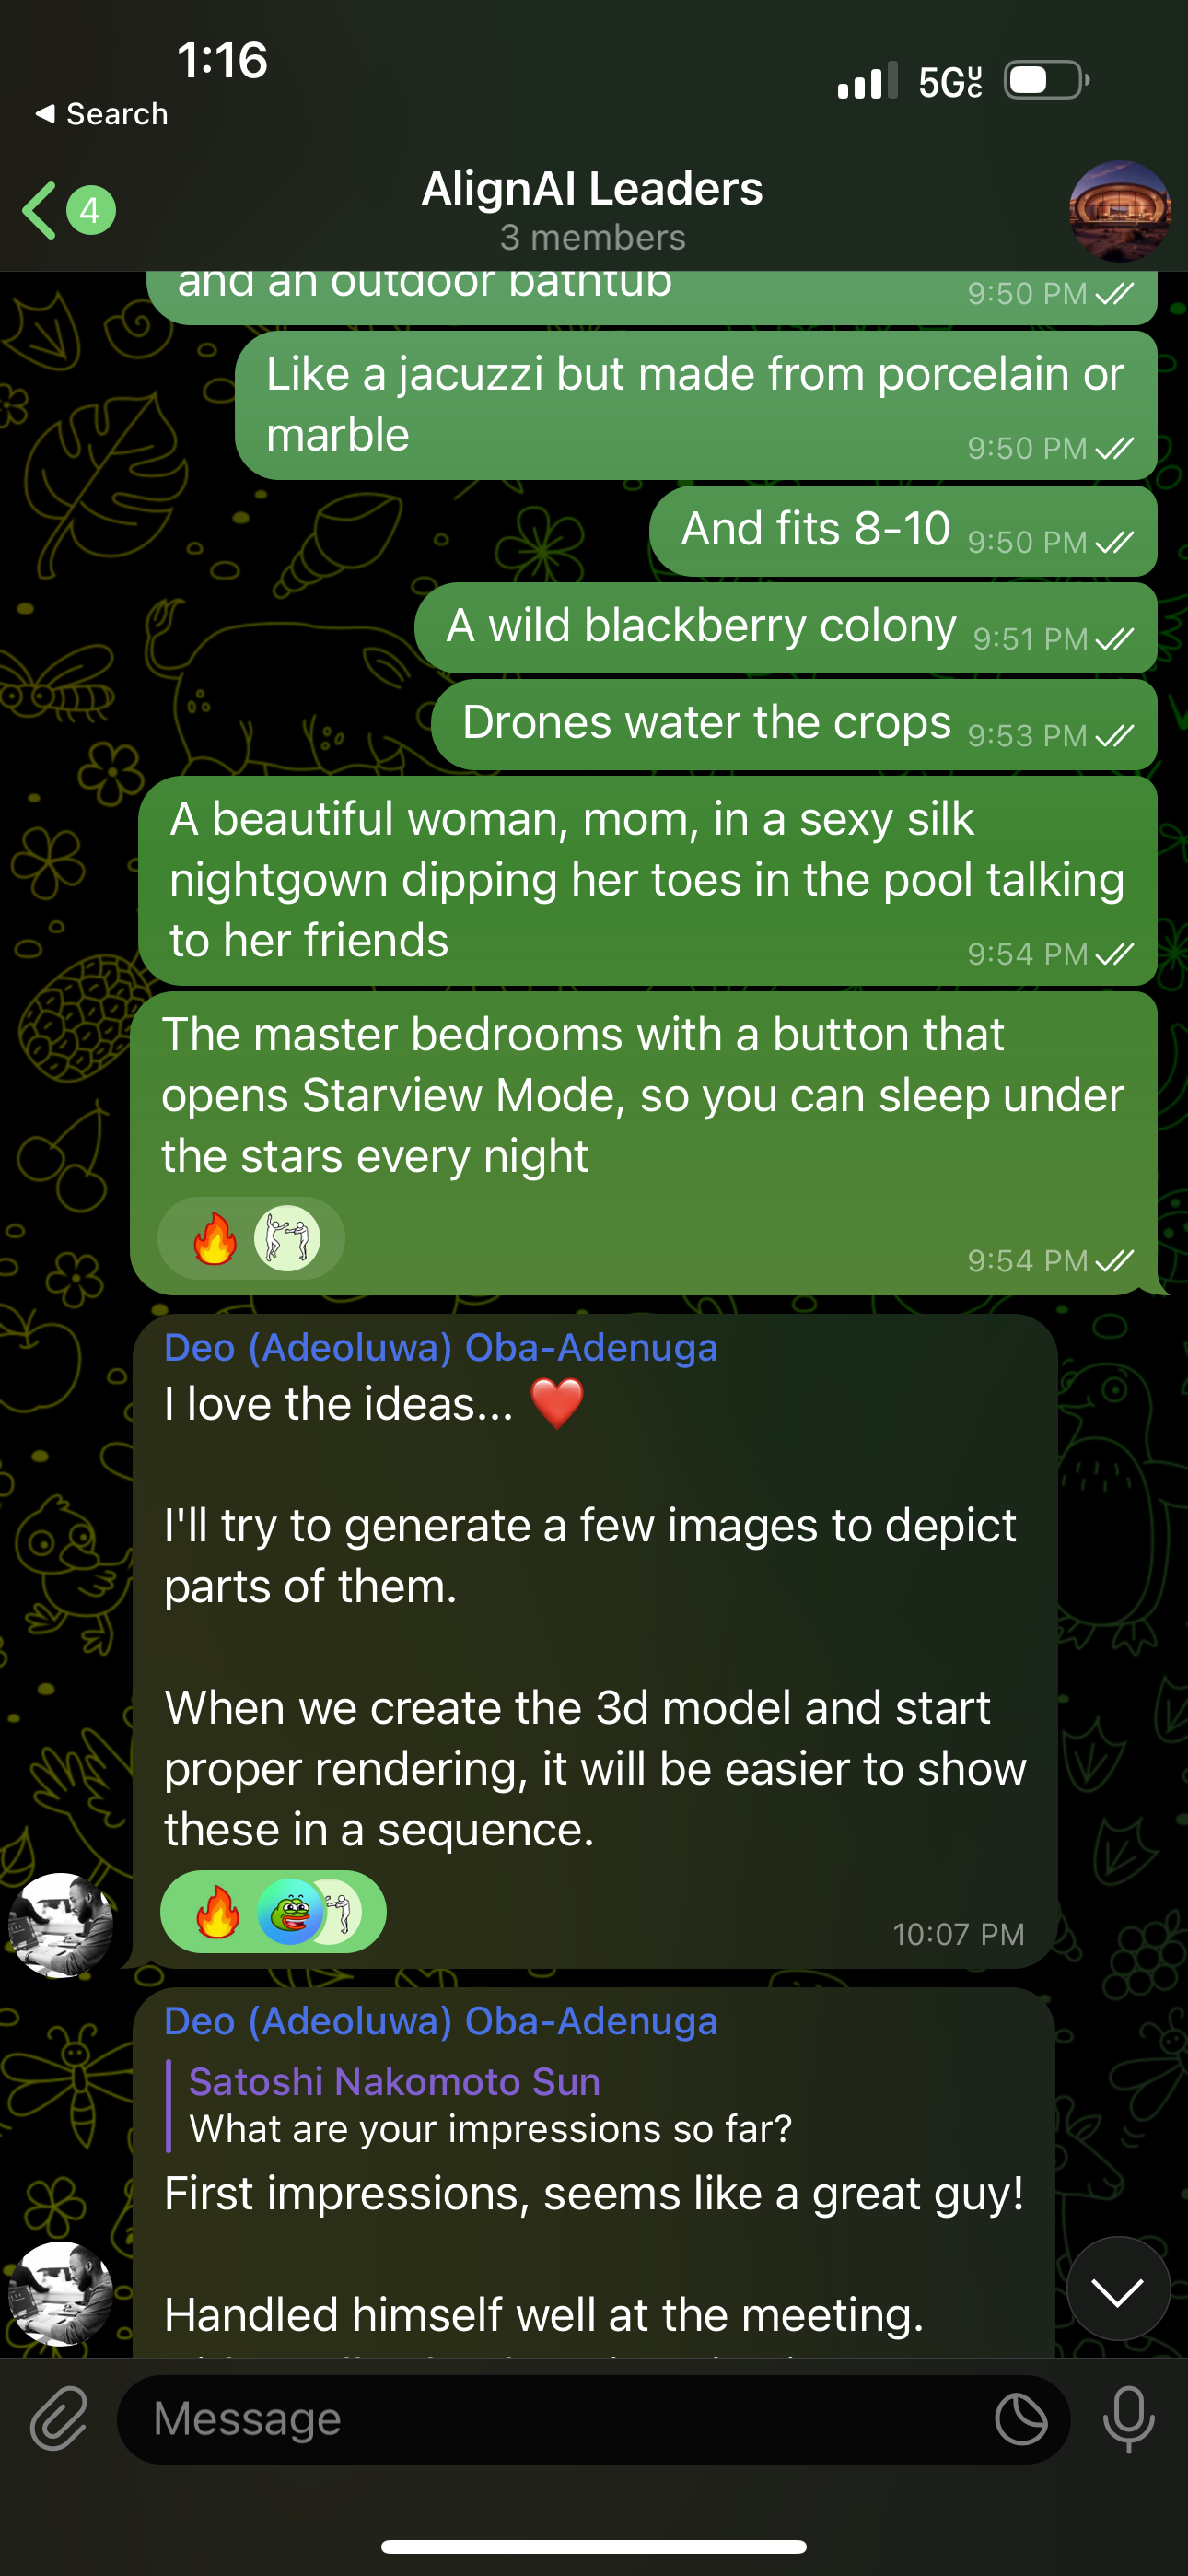 1:16
5G UC
◀ Search
4
AlignAI Leaders
3 members
and an outdoor bathtub
9:50 PM
Like a jacuzzi but made from porcelain or
marble
9:50 PM
And fits 8-10 9:50 PM
A wild blackberry colony 9:51 PM
Drones water the crops 9:53 PM
A beautiful woman, mom, in a sexy silk
nightgown dipping her toes in the pool talking
to her friends
9:54 PM
The master bedrooms with a button that
opens Starview Mode, so you can sleep under
the stars every night
🔥
9:54 PM
Deo (Adeoluwa) Oba-Adenuga
I love the ideas... ❤️
I'll try to generate a few images to depict
parts of them.
When we create the 3d model and start
proper rendering, it will be easier to show
these in a sequence.
🔥
10:07 PM
Deo (Adeoluwa) Oba-Adenuga
Satoshi Nakomoto Sun
What are your impressions so far?
First impressions, seems like a great guy!
Handled himself well at the meeting.
Message